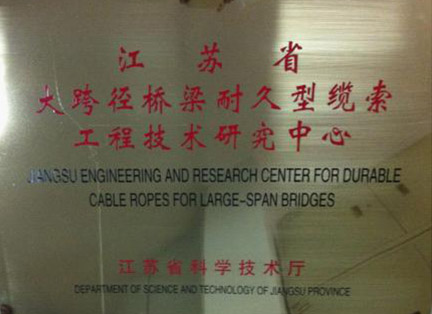 江苏省
大跨径桥梁耐久型缆索
工程技术研究中心
JIANGSU ENGINEERING AND RESEARCH CENTER FOR DURABLE
CABLE ROPES FOR LARGE-SPAN BRIDGES
江苏省科学技术厅
DEPARTMENT OF SCIENCE AND TECHNOLOGY OF JIANGSU PROVINCE